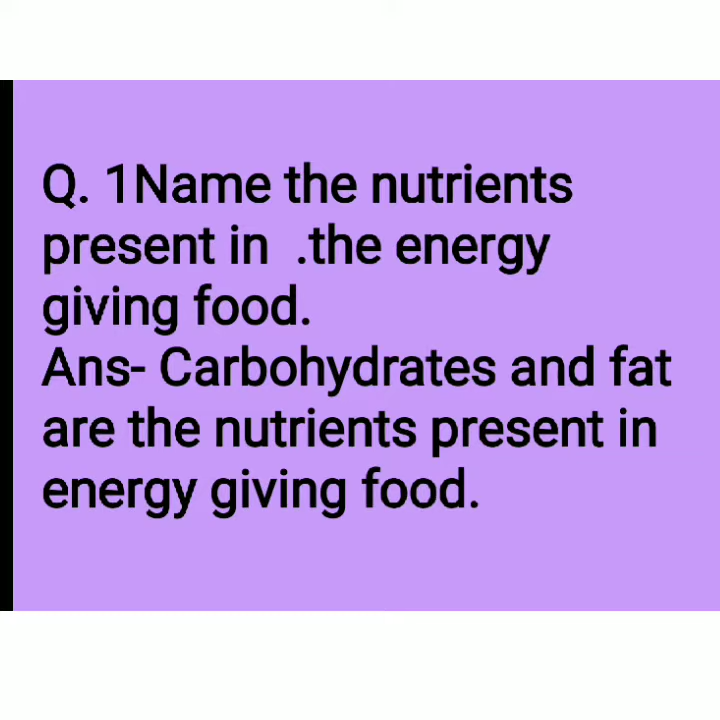 Q. 1Name the nutrients
present in  .the energy
giving food.
Ans- Carbohydrates and fat
are the nutrients present in
energy giving food.